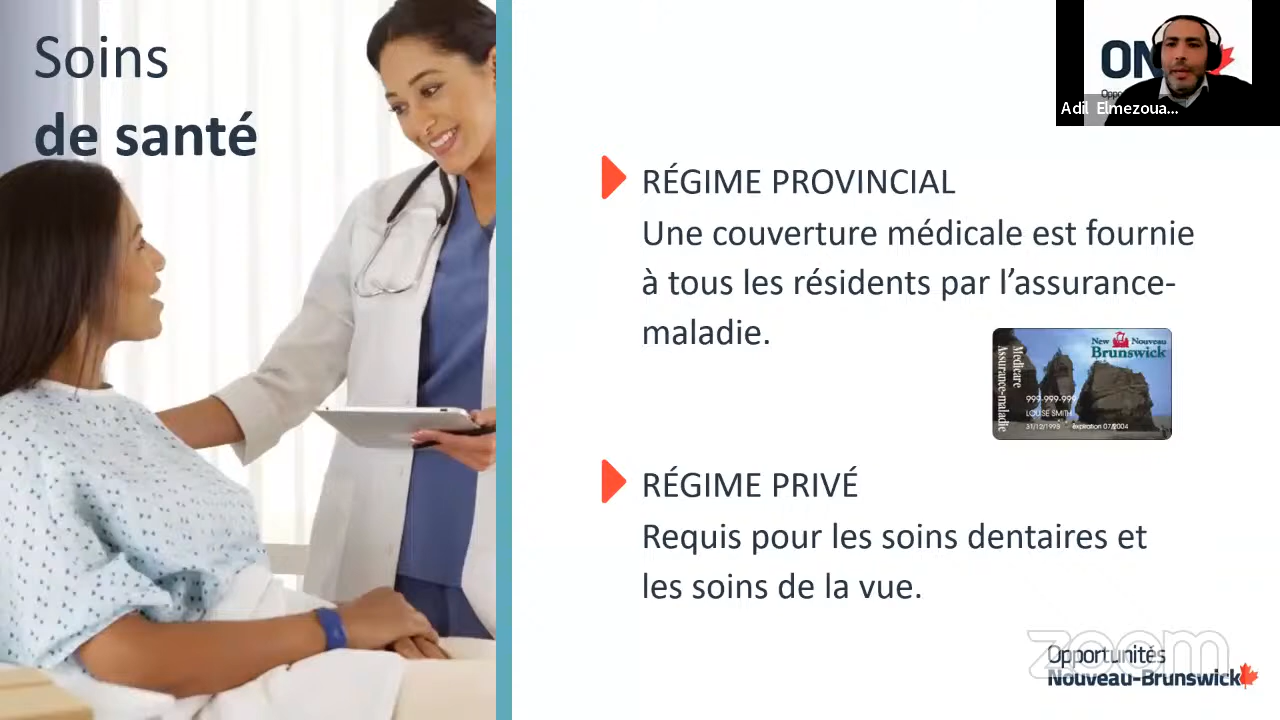 Soins
de santé
ON
Adil Elmezoua...
RÉGIME PROVINCIAL
Une couverture médicale est fournie
à tous les résidents par l’assurance-
maladie.
New Nouveau
Brunswick
Medicare
Assurance-maladie
999-999-999
LOUISE SMITH
31/12/1993 expiration 07/2004
RÉGIME PRIVÉ
Requis pour les soins dentaires et
les soins de la vue.
zoom
Opportunités
Nouveau-Brunswick